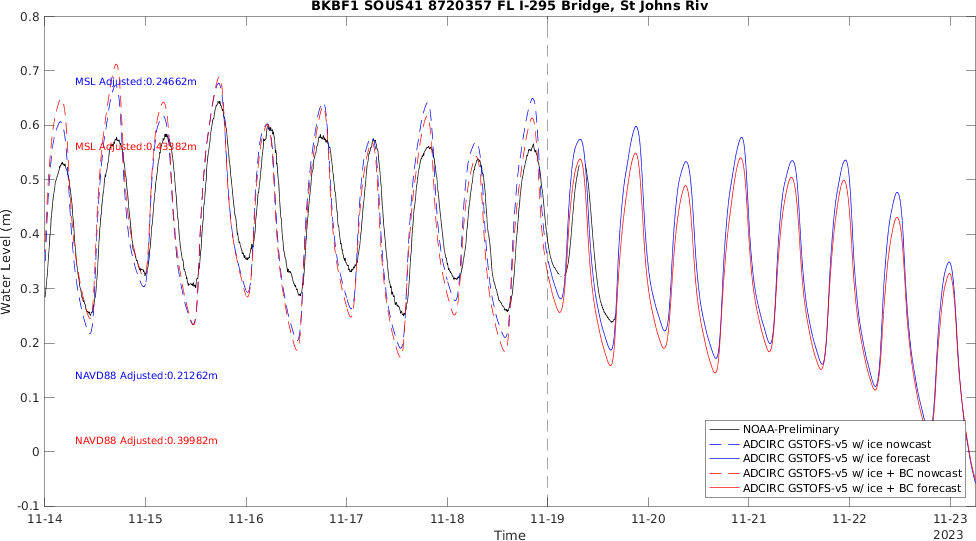 BKBF1 SOUS41 8720357 FL I-295 Bridge, St Johns Riv
0.8
0.7
0.6
0.5
0.4
0.3
0.2
0.1
0
-0.1
Water Level (m)
MSL Adjusted:0.24662m
MSL Adjusted:0.43382m
NAVD88 Adjusted:0.21262m
NAVD88 Adjusted:0.39982m
NOAA-Preliminary
ADCIRC GSTOFS-v5 w/ ice nowcast
ADCIRC GSTOFS-v5 w/ ice forecast
ADCIRC GSTOFS-v5 w/ ice + BC nowcast
ADCIRC GSTOFS-v5 w/ ice + BC forecast
11-14 11-15 11-16 11-17 11-18 11-19 11-20 11-21 11-22 11-23
Time
2023